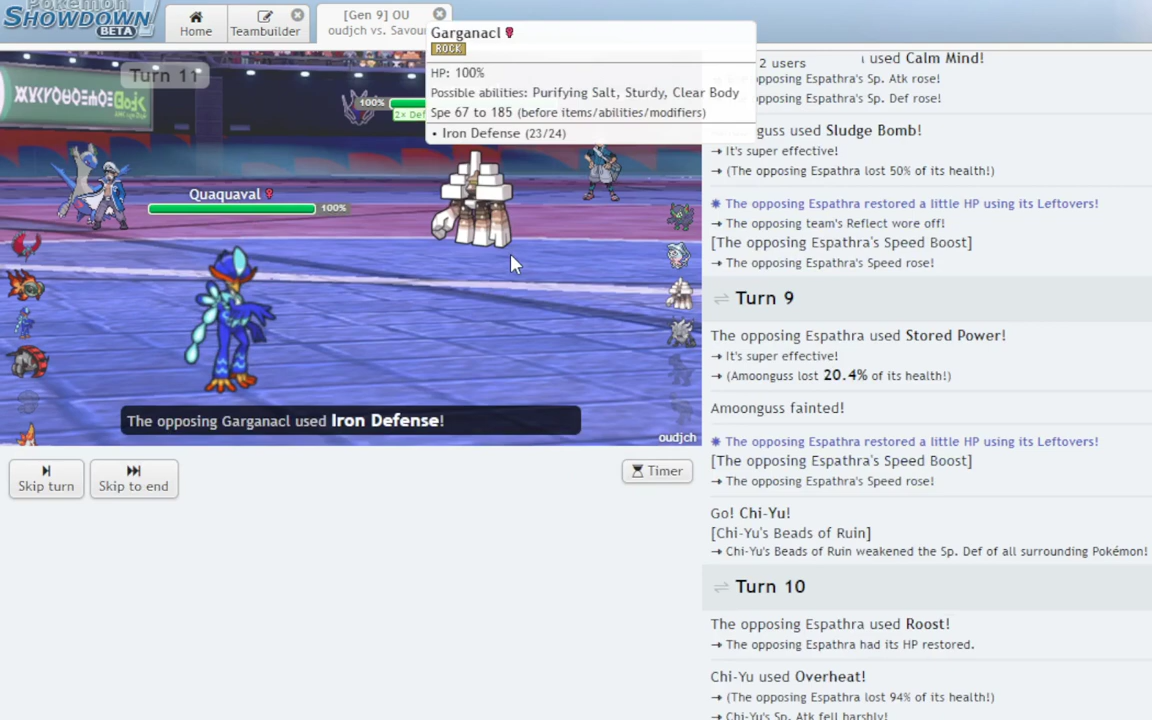 Pokémon
SHOWDOWN
BETA
Home
Teambuilder
[Gen 9] OU
oudjch vs. Savou
Garganacl
ROCK
HP: 100%
Possible abilities: Purifying Salt, Sturdy, Clear Body
Spe 67 to 185 (before items/abilities/modifiers)
• Iron Defense (23/24)
2 users
Turn 11
100%
2× Def
Quaquaval
100%
The opposing Garganacl used Iron Defense!
oudjch
Skip turn
Skip to end
Timer
used Calm Mind!
opposing Espathra's Sp. Atk rose!
opposing Espathra's Sp. Def rose!
onguss used Sludge Bomb!
→ It's super effective!
→ (The opposing Espathra lost 50% of its health!)
The opposing Espathra restored a little HP using its Leftovers!
→ The opposing team's Reflect wore off!
[The opposing Espathra's Speed Boost]
→ The opposing Espathra's Speed rose!
Turn 9
The opposing Espathra used Stored Power!
→ It's super effective!
→ (Amoonguss lost 20.4% of its health!)
Amoonguss fainted!
The opposing Espathra restored a little HP using its Leftovers!
[The opposing Espathra's Speed Boost]
→ The opposing Espathra's Speed rose!
Go! Chi-Yu!
[Chi-Yu's Beads of Ruin]
→ Chi-Yu's Beads of Ruin weakened the Sp. Def of all surrounding Pokémon!
Turn 10
The opposing Espathra used Roost!
→ The opposing Espathra had its HP restored.
Chi-Yu used Overheat!
→ (The opposing Espathra lost 94% of its health!)
→ Chi-Yu's Sp. Atk fell harshly!